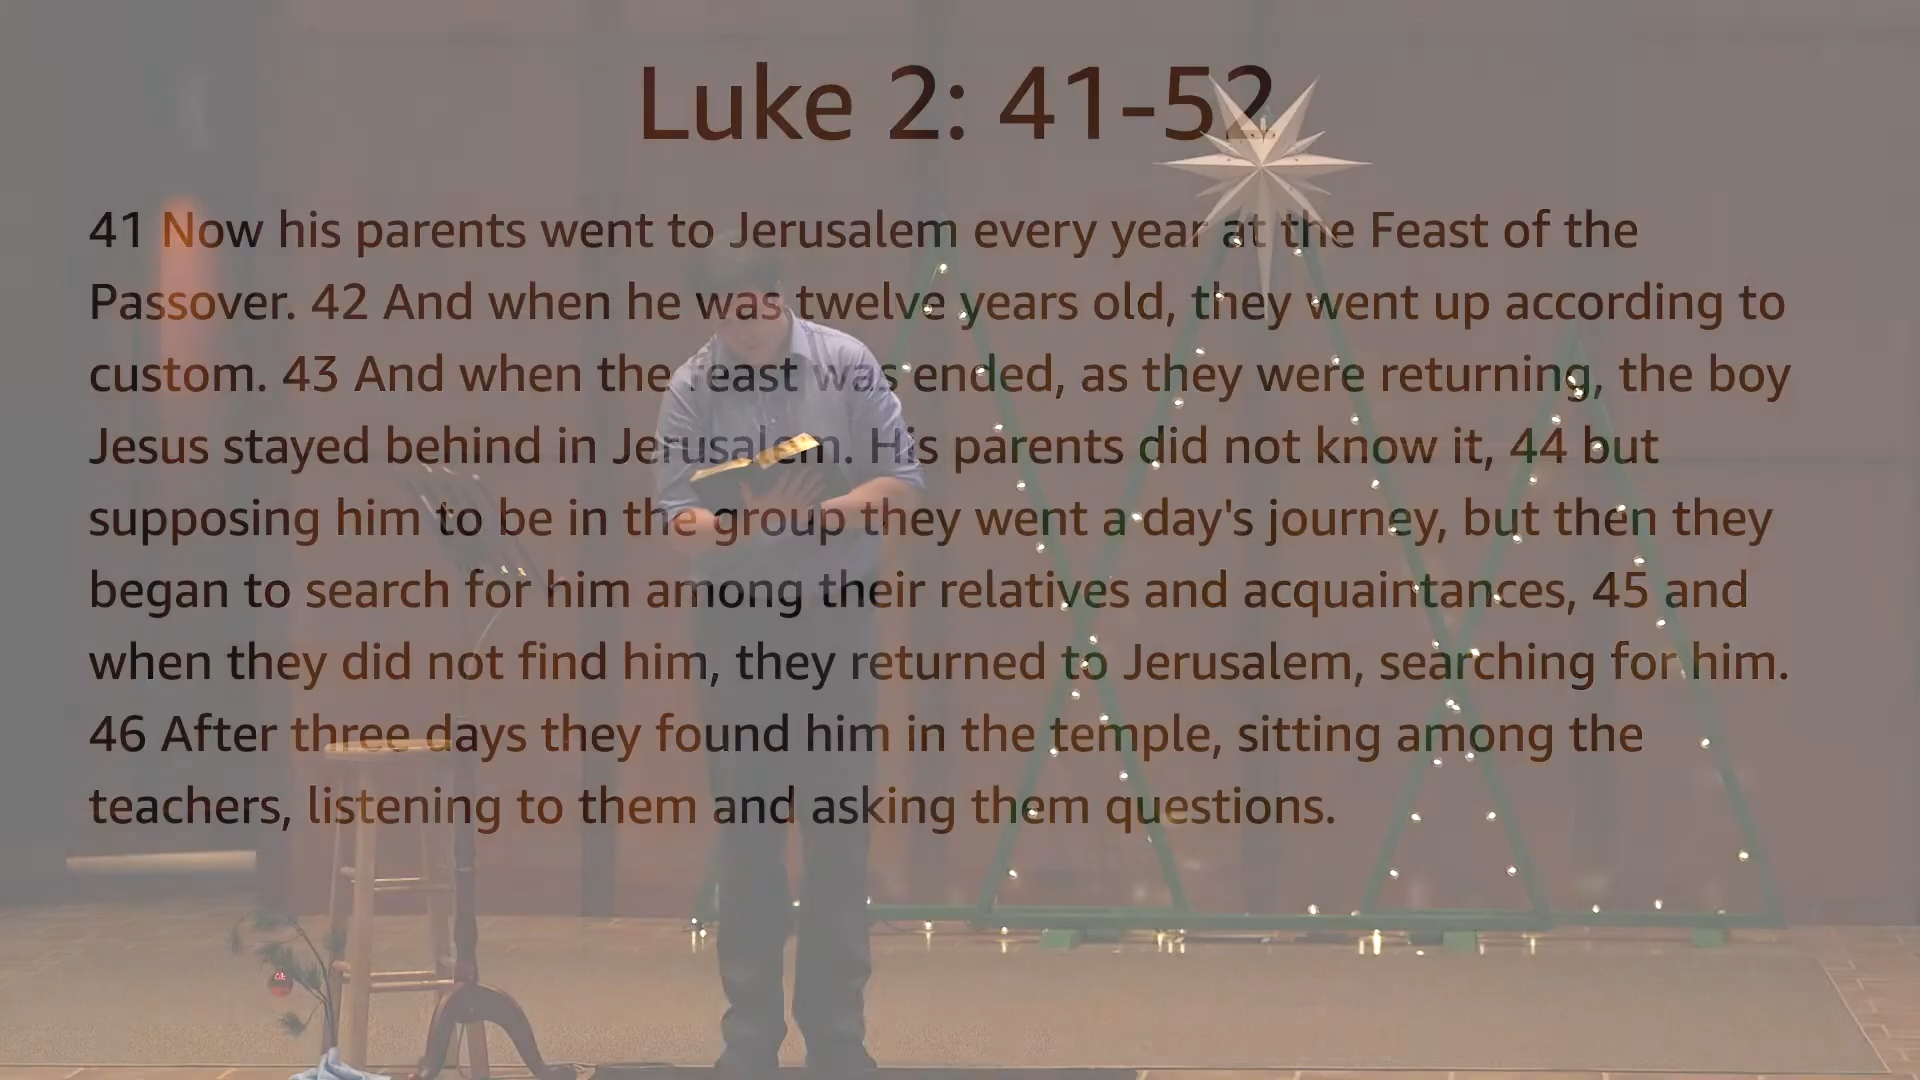 Luke 2: 41-52
41 Now his parents went to Jerusalem every year at the Feast of the
Passover. 42 And when he was twelve years old, they went up according to
custom. 43 And when the feast was ended, as they were returning, the boy
Jesus stayed behind in Jerusalem. His parents did not know it, 44 but
supposing him to be in the group they went a day's journey, but then they
began to search for him among their relatives and acquaintances, 45 and
when they did not find him, they returned to Jerusalem, searching for him.
46 After three days they found him in the temple, sitting among the
teachers, listening to them and asking them questions.